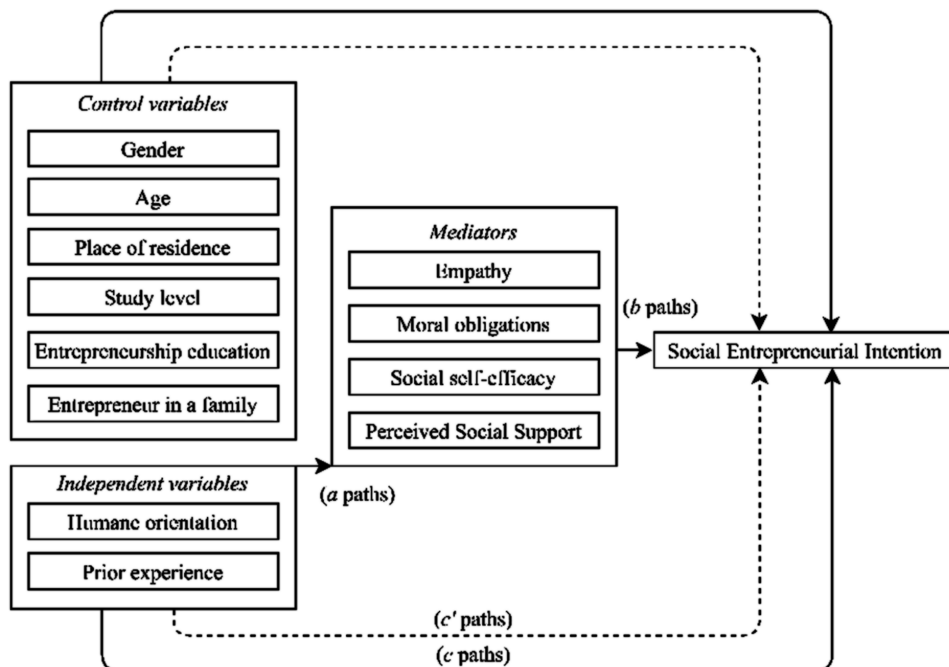 Control variables
Gender
Age
Place of residence
Study level
Entrepreneurship education
Entrepreneur in a family
Mediators
Empathy
Moral obligations
Social self-efficacy
Perceived Social Support
(b paths)
Social Entrepreneurial Intention
(a paths)
Independent variables
Humane orientation
Prior experience
(c' paths)
(c paths)